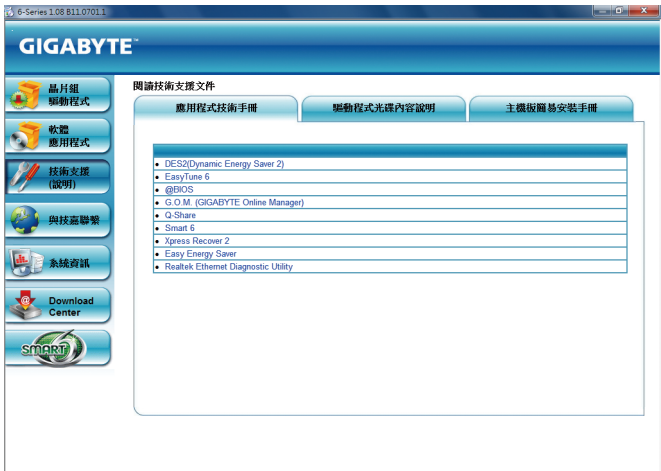 6-Series 1.08 B11.0701.1
GIGABYTE™
晶片組
驅動程式
軟體
應用程式
技術支援
(說明)
與技嘉聯繫
系統資訊
Download
Center
SMART 6
閱讀技術支援文件
應用程式技術手冊
驅動程式光碟內容說明
主機板簡易安裝手冊
• DES2(Dynamic Energy Saver 2)
• EasyTune 6
• @BIOS
• G.O.M. (GIGABYTE Online Manager)
• Q-Share
• Smart 6
• Xpress Recover 2
• Easy Energy Saver
• Realtek Ethernet Diagnostic Utility